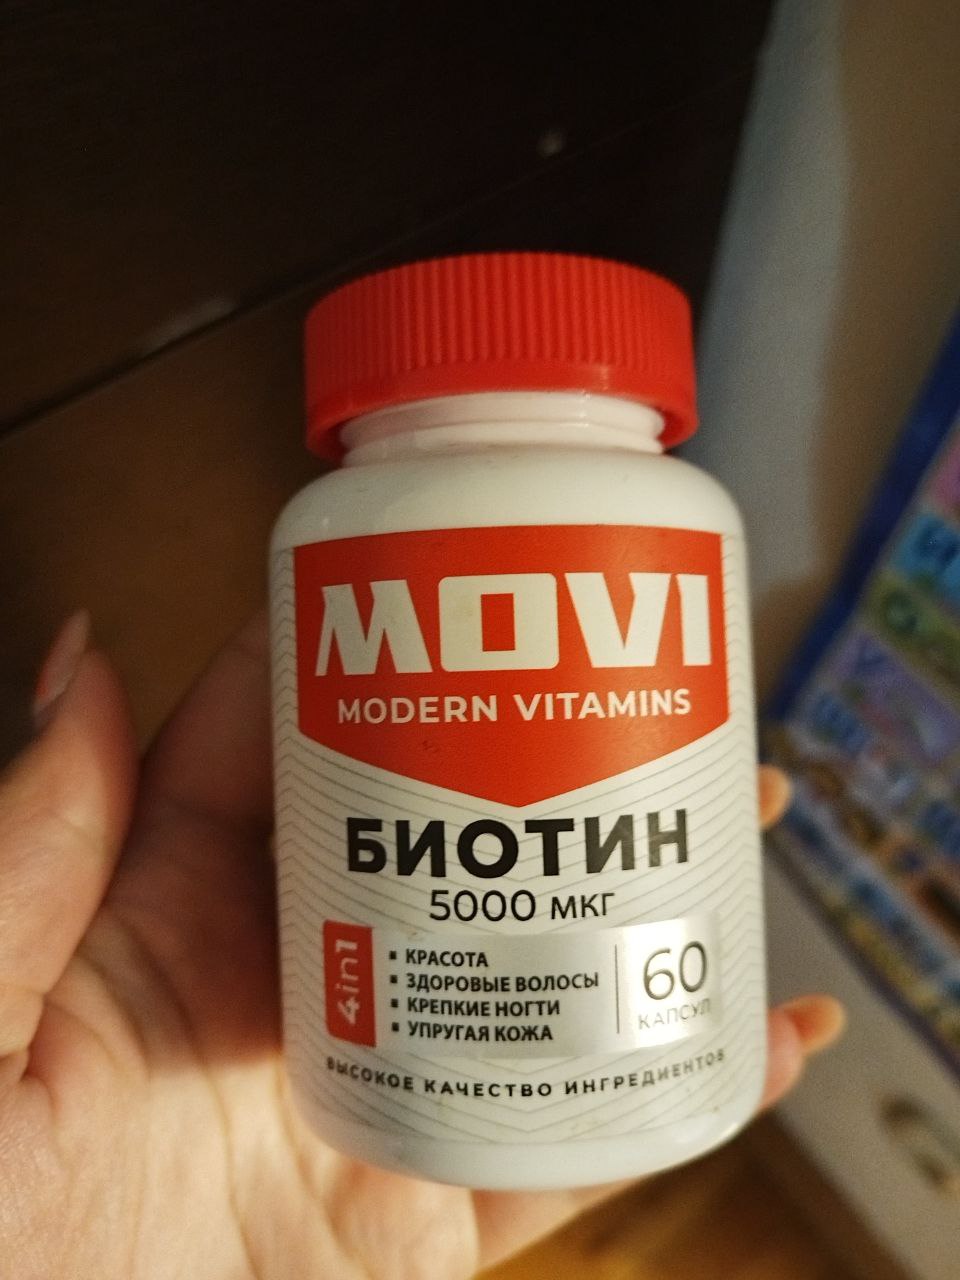 MOVI
MODERN VITAMINS
БИОТИН
5000 МКГ
4in1
▪ КРАСОТА
▪ ЗДОРОВЫЕ ВОЛОСЫ
▪ КРЕПКИЕ НОГТИ
▪ УПРУГАЯ КОЖА
60
КАПСУЛ
ВЫСОКОЕ КАЧЕСТВО ИНГРЕДИЕНТОВ